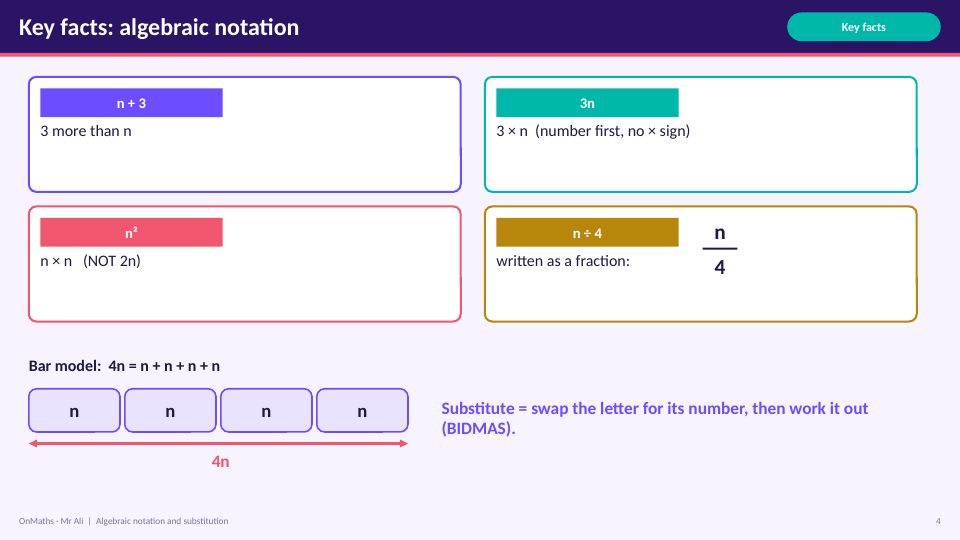 Key facts: algebraic notation
Key facts
n + 3
3 more than n
3n
3 × n  (number first, no × sign)
n²
n × n   (NOT 2n)
n ÷ 4
written as a fraction:
n
4
Bar model:  4n = n + n + n + n
n n n n
4n
Substitute = swap the letter for its number, then work it out
(BIDMAS).
OnMaths - Mr Ali  |  Algebraic notation and substitution
4